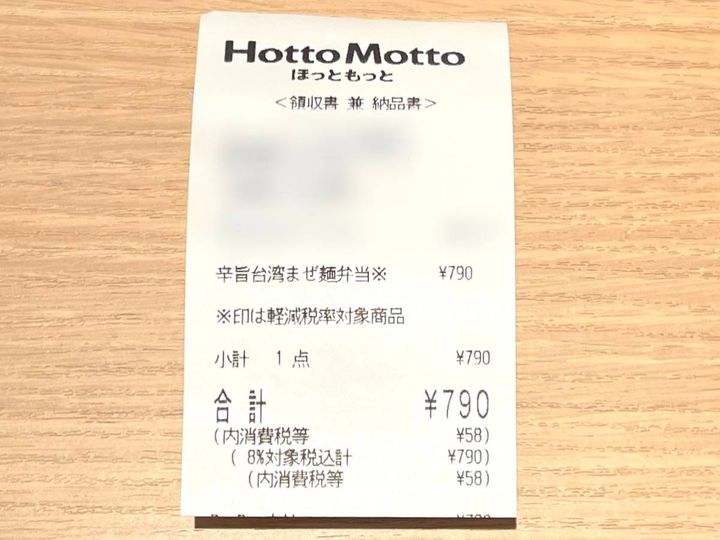 Hotto Motto
ほっともっと
<領収書 兼 納品書>
辛旨台湾まぜ麺弁当※ ¥790
※印は軽減税率対象商品
小計 1点 ¥790
合計 ¥790
(内消費税等 ¥58)
( 8%対象税込計 ¥790)
(内消費税等 ¥58)